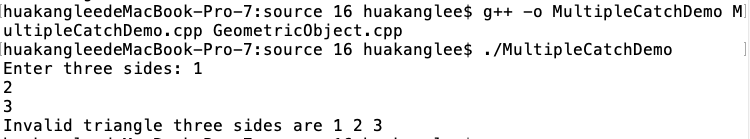 [huakangleedeMacBook-Pro-7:source 16 huakanglee$ g++ -o MultipleCatchDemo M]
ultipleCatchDemo.cpp GeometricObject.cpp
[huakangleedeMacBook-Pro-7:source 16 huakanglee$ ./MultipleCatchDemo ]
Enter three sides: 1
2
3
Invalid triangle three sides are 1 2 3